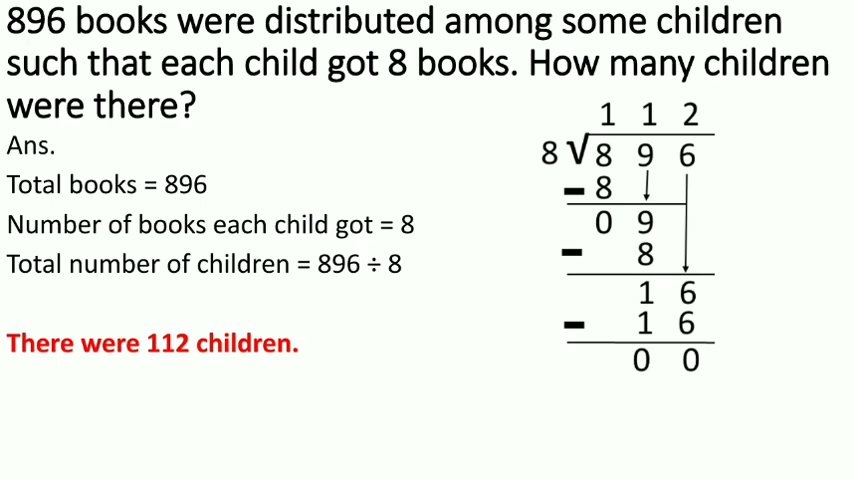 896 books were distributed among some children
such that each child got 8 books. How many children
were there?
Ans.
Total books = 896
Number of books each child got = 8
Total number of children = 896 ÷ 8
There were 112 children.
1 1 2
8 √ 8 9 6
- 8
0 9
- 8
1 6
- 1 6
0 0